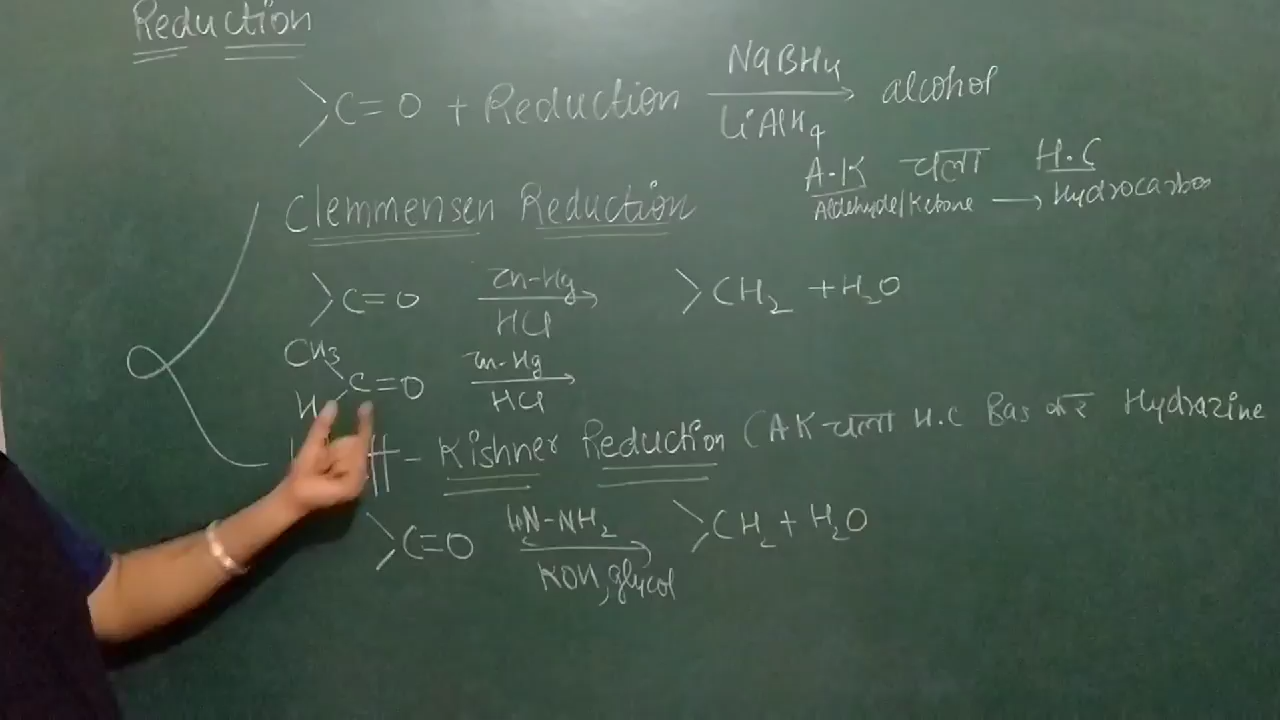 Reduction
>C=O + Reduction NaBH4 / LiAlH4 → alcohol
A.K चला H.C
Aldehyde/Ketone → Hydrocarbon
Clemmensen Reduction
>C=O Zn-Hg / HCl → >CH2 + H2O
CH3 H C=O Zn-Hg / HCl →
ff - Kishner Reduction (AK चला H.C Bas कर Hydrazine
>C=O H2N-NH2 / KOH, glycol → >CH2 + H2O